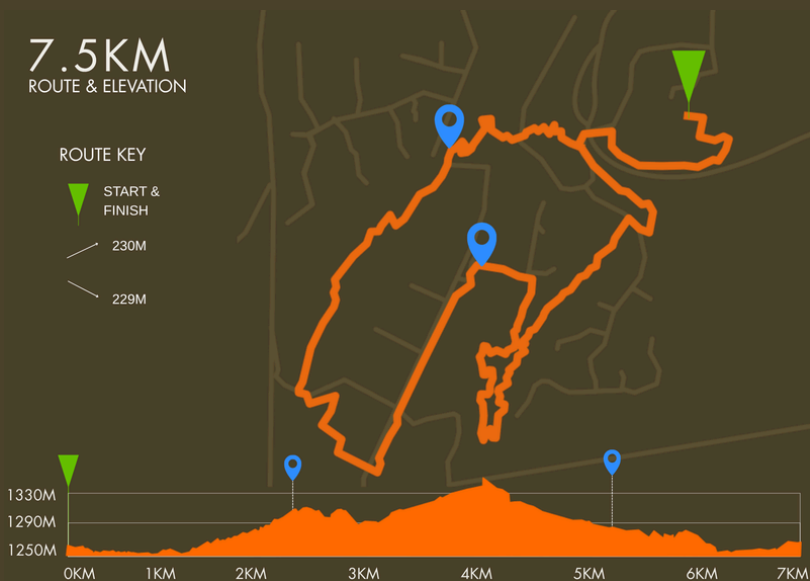 7.5KM
ROUTE & ELEVATION
ROUTE KEY
START &
FINISH
230M
229M
1330M
1290M
1250M
0KM 1KM 2KM 3KM 4KM 5KM 6KM 7KM